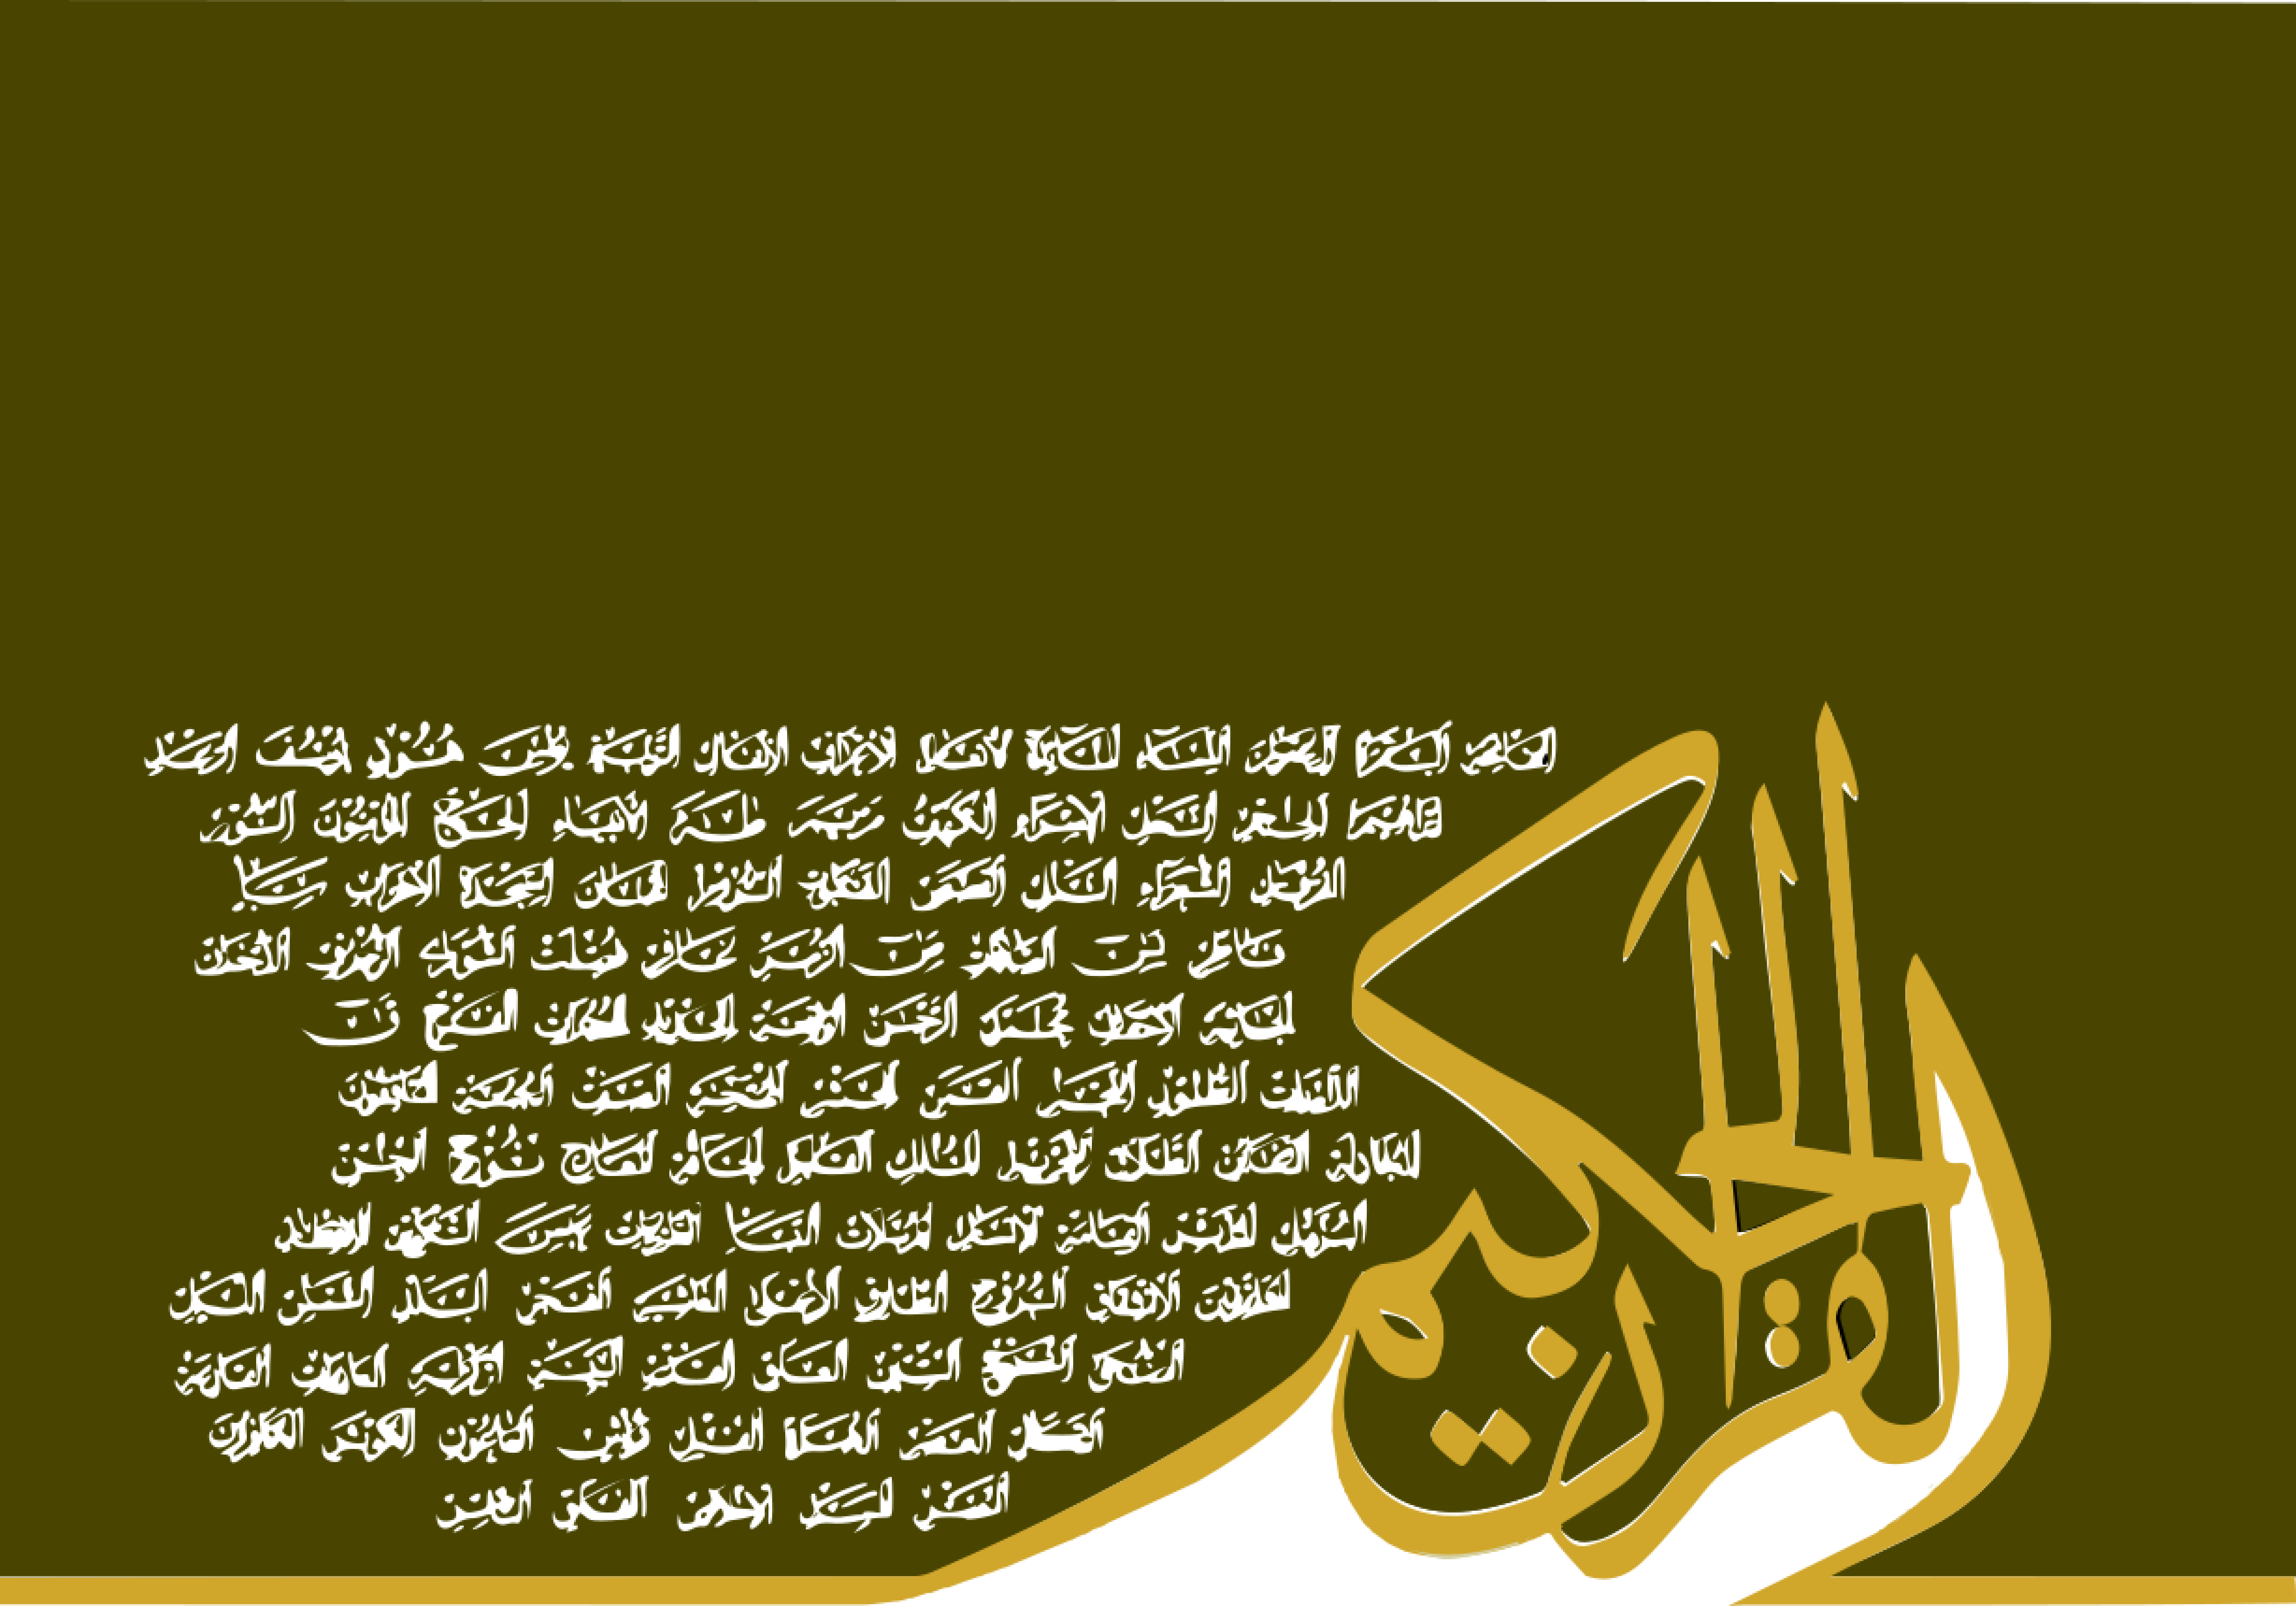 الفاتحة البقرة العمران النساء المائدة الأنعام الأعراف الأنفال التوبة يونس هود يوسف الرعد
ابراهيم الحجر النحل الإسراء الكهف مريم طه الأنبياء الحج المؤمنون النور
الفرقان الشعراء النمل القصص العنكبوت الروم لقمان السجدة الأحزاب سبأ
فاطر يس الصافات ص الزمر غافر فصلت الشورى الزخرف الدخان
الجاثية الأحقاف محمد الرحمن الواقعة الحديد الحجرات الفتح ق
الذاريات الطور النجم القمر الحشر الممتحنة الصف الجمعة المنافقون
المجادلة التغابن الطلاق التحريم الملك القلم الحاقة المعارج نوح الجن
المزمل المدثر القيامة الإنسان المرسلات النبأ النازعات عبس التكوير الانفطار
المطففين الانشقاق البروج الطارق الأعلى الغاشية الفجر البلد الشمس الليل
الضحى الشرح التين العلق القدر البينة الزلزلة العاديات القارعة
التكاثر العصر الهمزة الفيل قريش الماعون الكوثر الكافرون
النصر المسد الإخلاص الفلق الناس
القرآن الحكيم